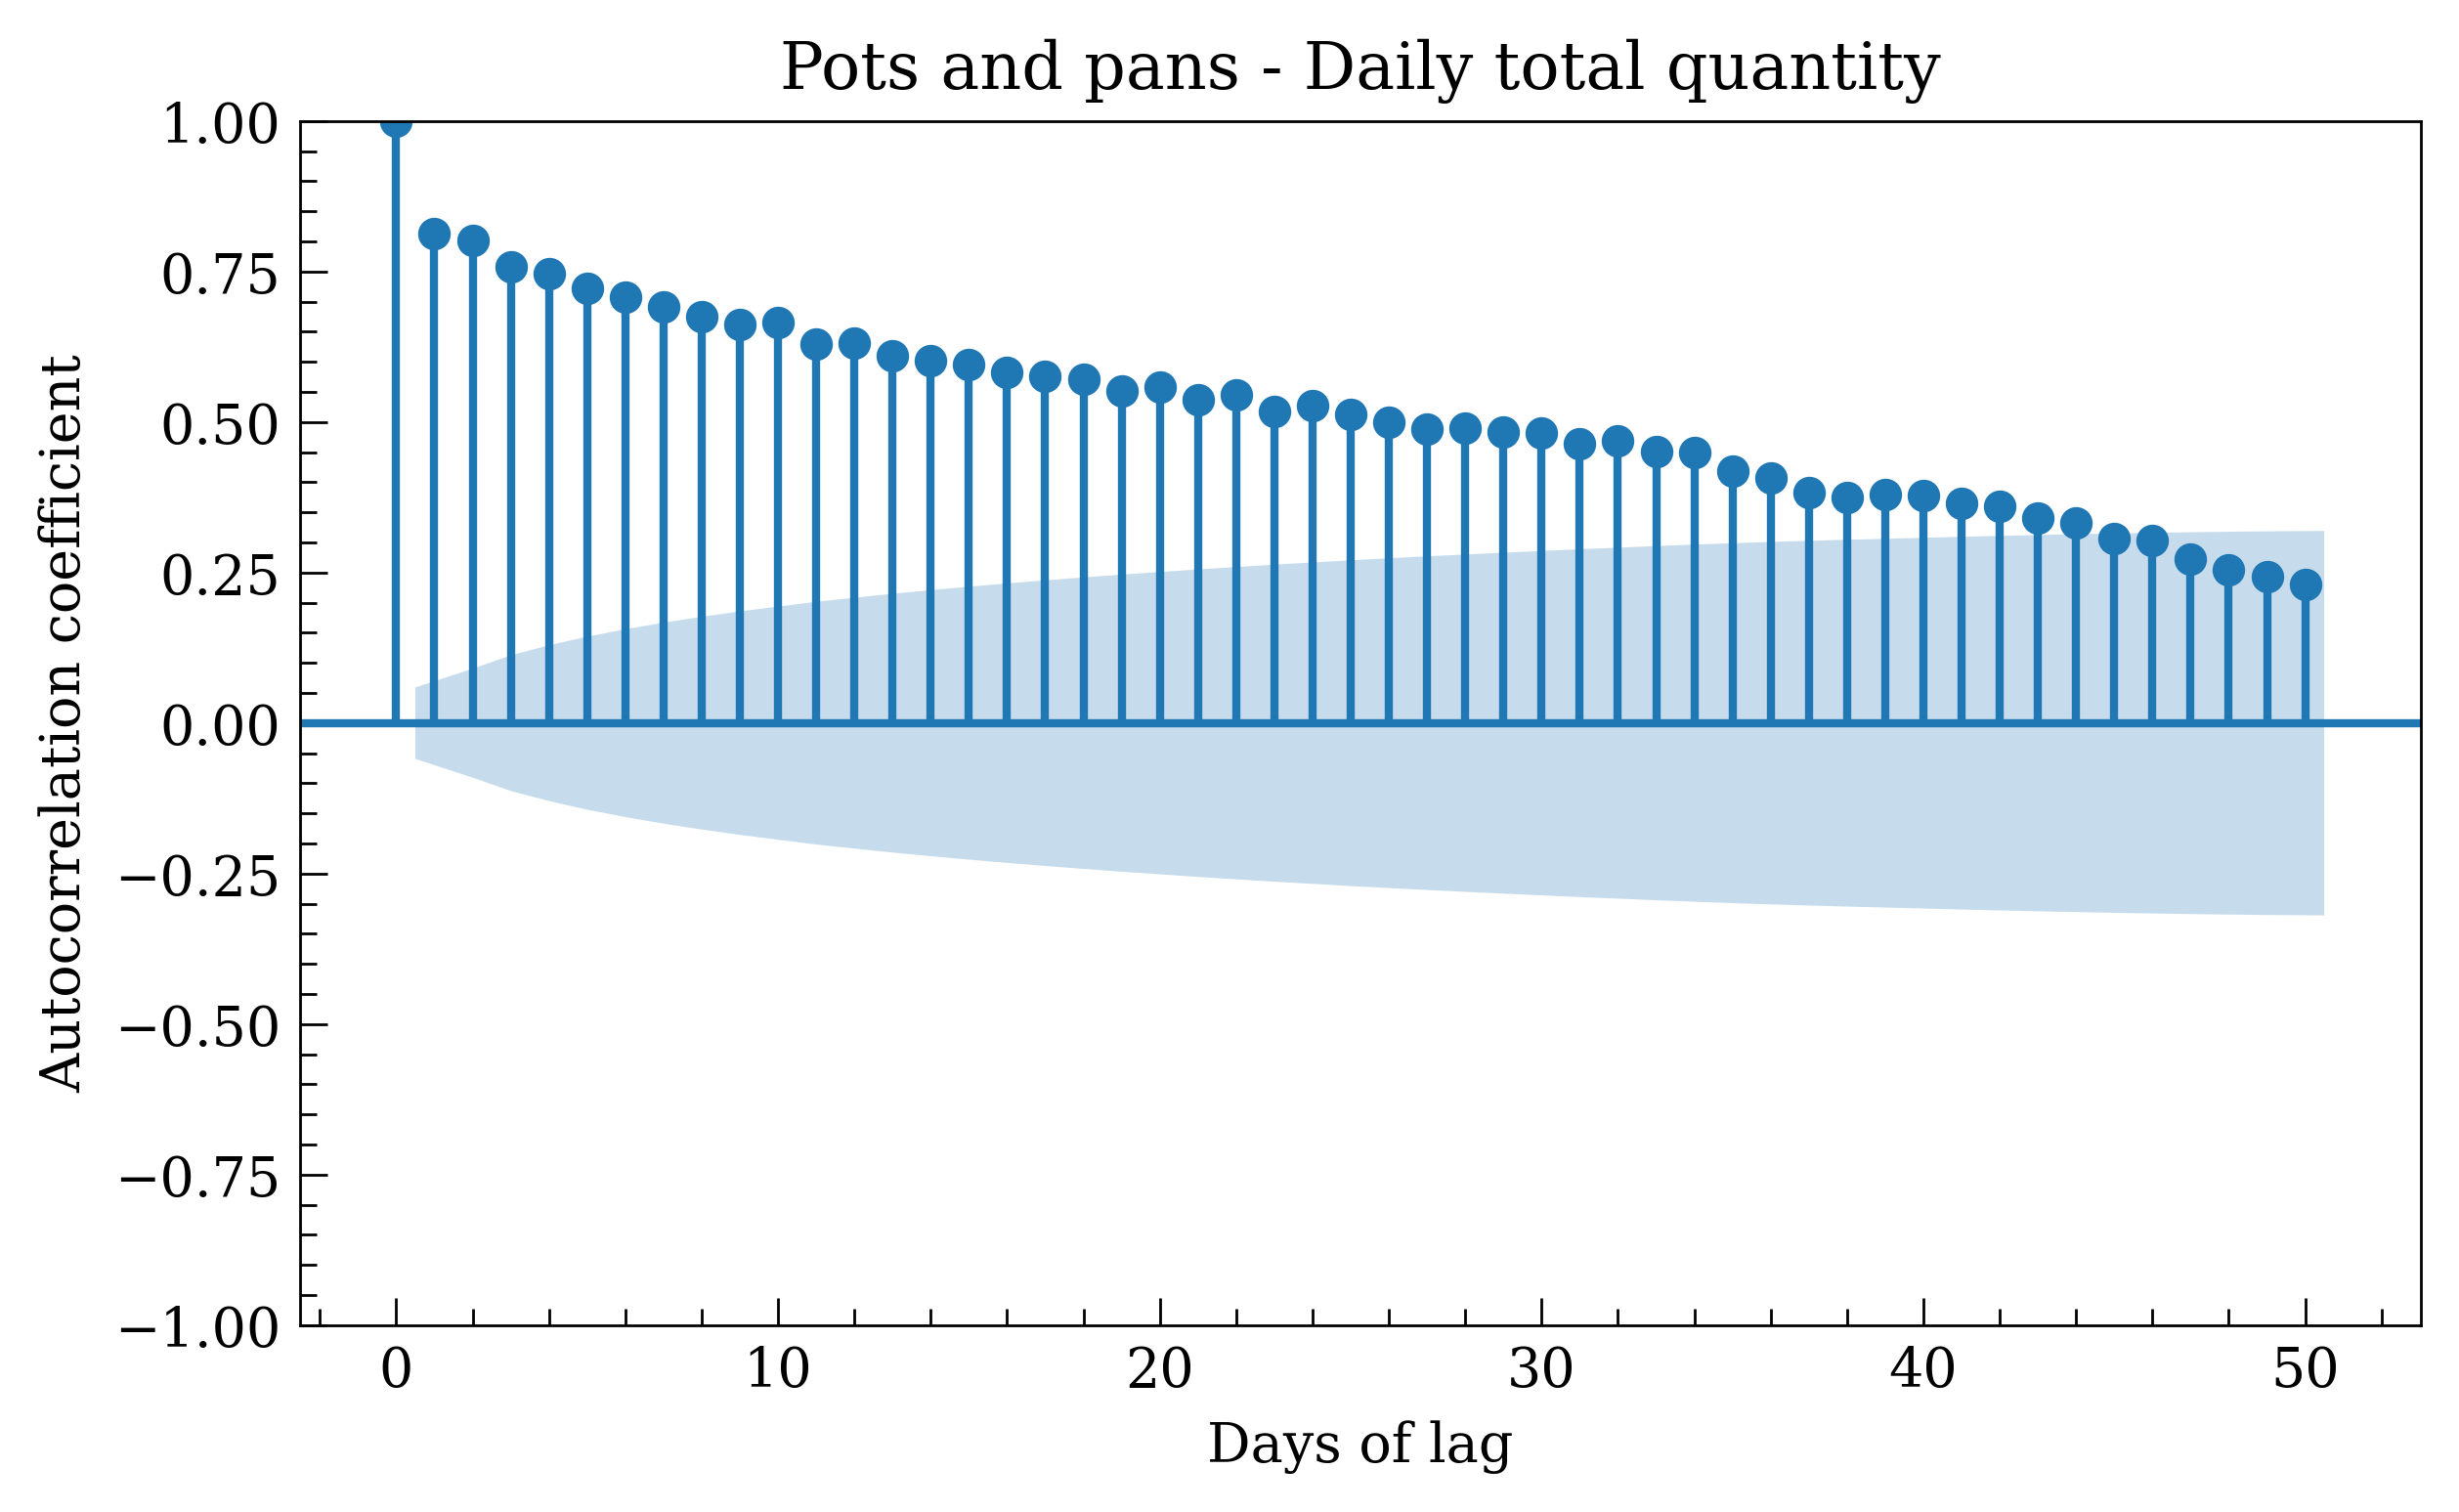 Pots and pans - Daily total quantity
Autocorrelation coefficient
1.00
0.75
0.50
0.25
0.00
−0.25
−0.50
−0.75
−1.00
0 10 20 30 40 50
Days of lag